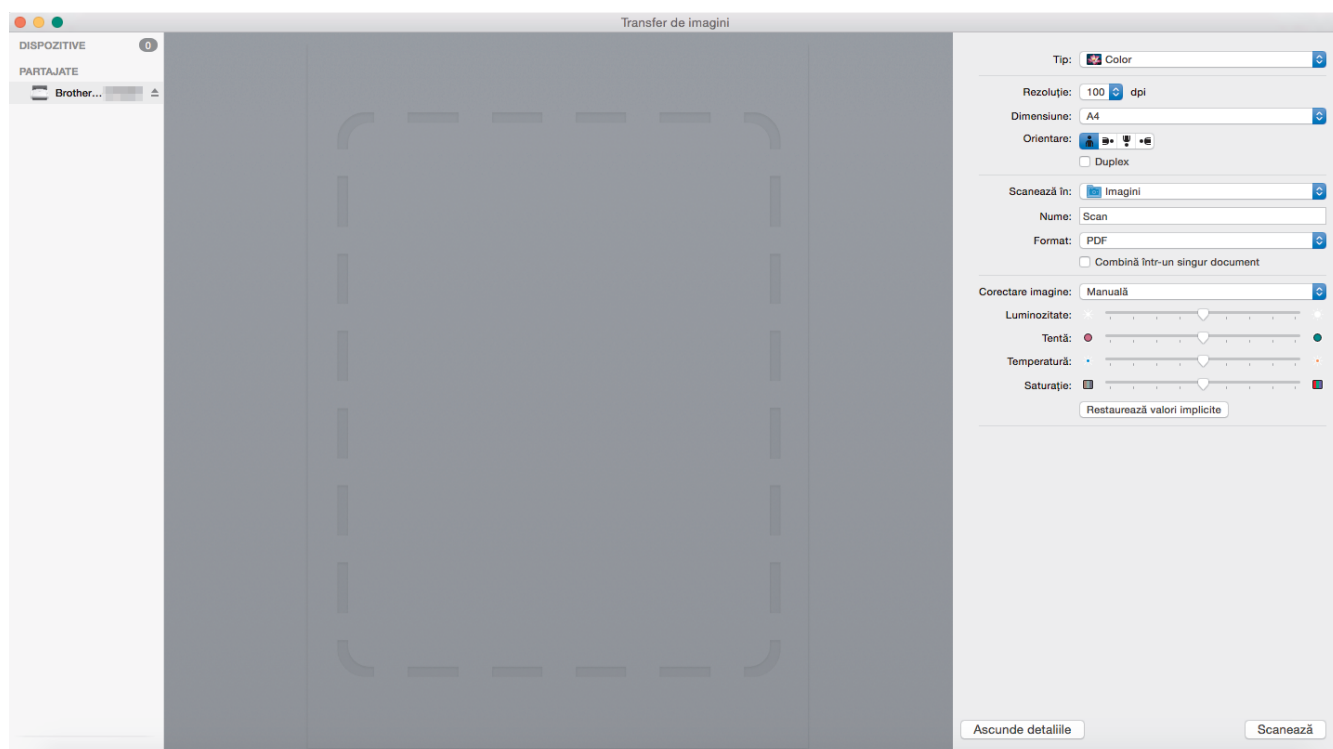 Transfer de imagini
DISPOZITIVE 0
PARTAJATE
Brother...
Tip: Color
Rezoluție: 100 dpi
Dimensiune: A4
Orientare:
Duplex
Scanează în: Imagini
Nume: Scan
Format: PDF
Combină într-un singur document
Corectare imagine: Manuală
Luminozitate:
Tentă:
Temperatură:
Saturație:
Restaurează valori implicite
Ascunde detaliile
Scanează